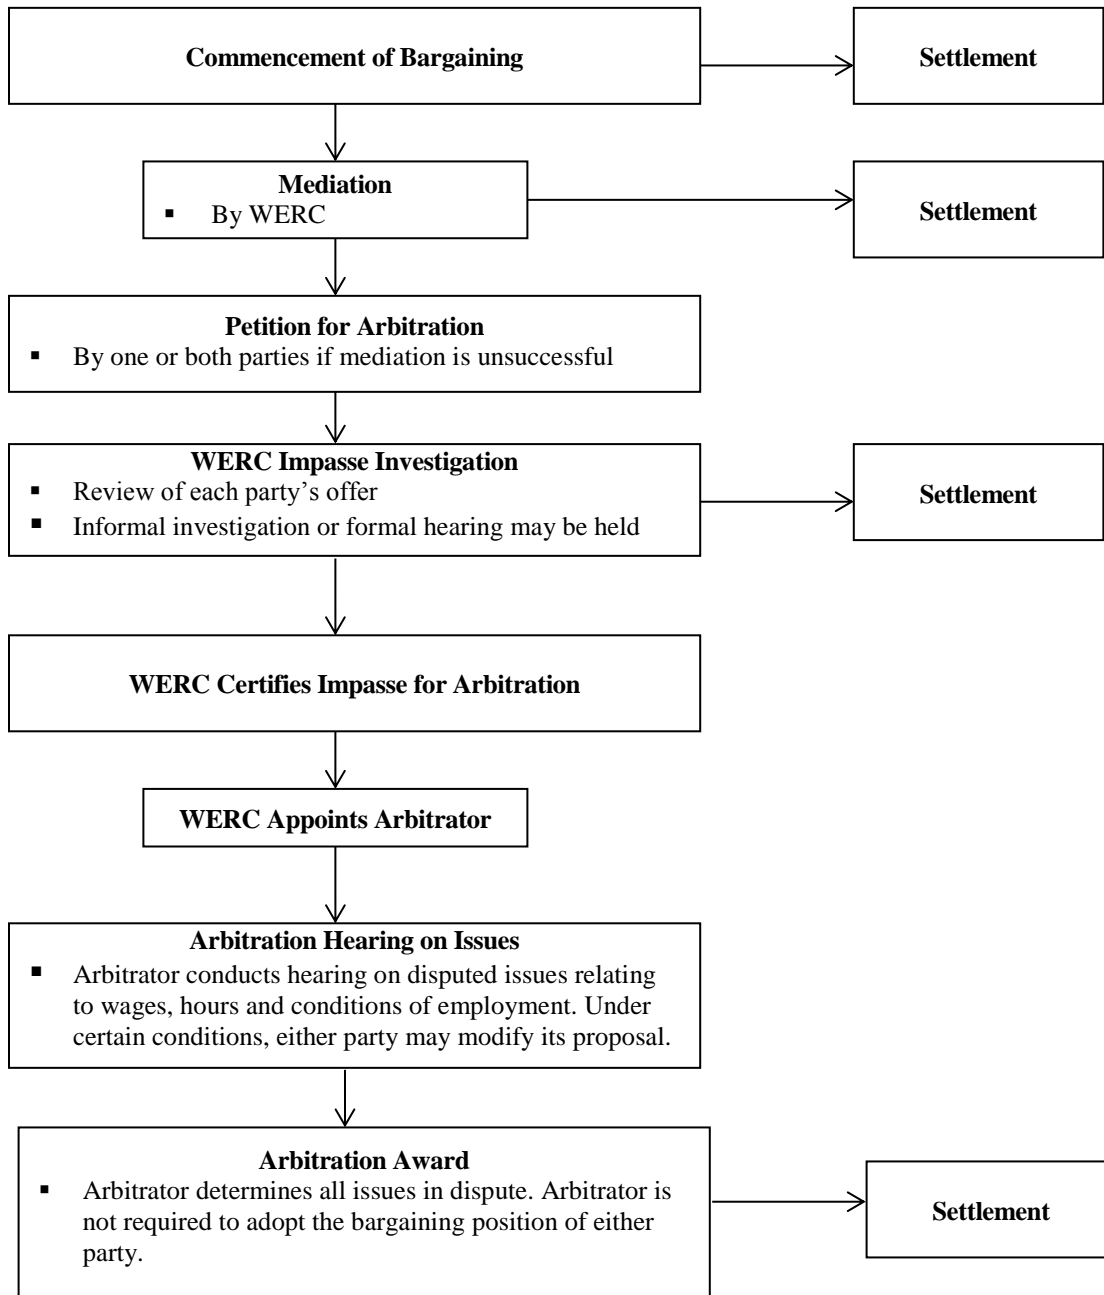 Commencement of Bargaining
Settlement
Mediation
▪ By WERC
Settlement
Petition for Arbitration
▪ By one or both parties if mediation is unsuccessful
WERC Impasse Investigation
▪ Review of each party’s offer
▪ Informal investigation or formal hearing may be held
Settlement
WERC Certifies Impasse for Arbitration
WERC Appoints Arbitrator
Arbitration Hearing on Issues
▪ Arbitrator conducts hearing on disputed issues relating
to wages, hours and conditions of employment. Under
certain conditions, either party may modify its proposal.
Arbitration Award
▪ Arbitrator determines all issues in dispute. Arbitrator is
not required to adopt the bargaining position of either
party.
Settlement